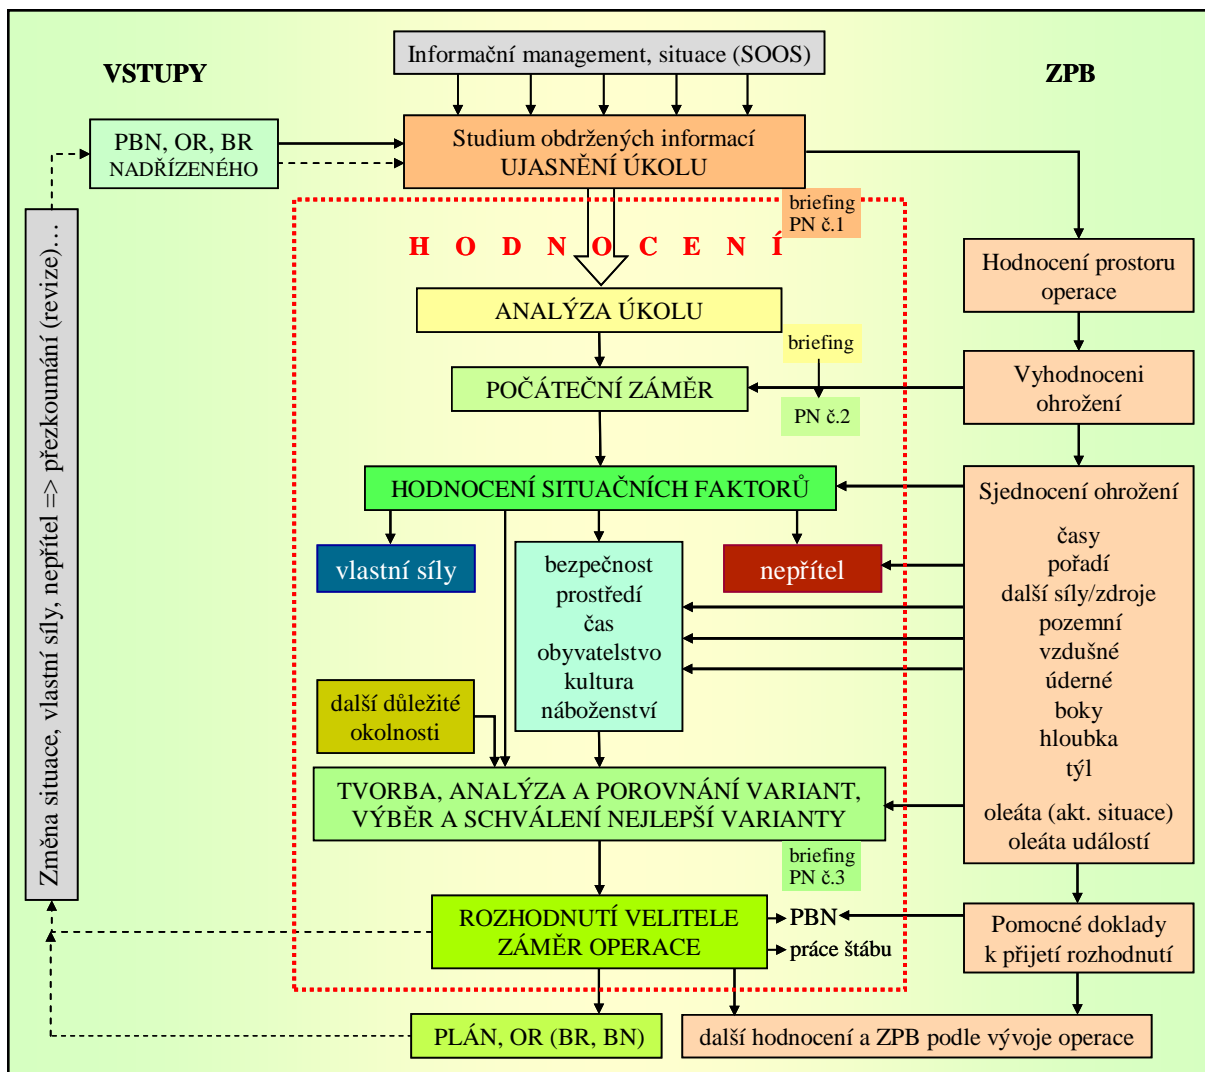 Informační management, situace (SOOS)
VSTUPY
ZPB
PBN, OR, BR
NADŘÍZENÉHO
Studium obdržených informací
UJASNĚNÍ ÚKOLU
briefing
PN č.1
H O D N O C E N Í
Hodnocení prostoru
operace
ANALÝZA ÚKOLU
briefing
POČÁTEČNÍ ZÁMĚR
PN č.2
Vyhodnoceni
ohrožení
HODNOCENÍ SITUAČNÍCH FAKTORŮ
vlastní síly
bezpečnost
prostředí
čas
obyvatelstvo
kultura
náboženství
nepřítel
Sjednocení ohrožení
časy
pořadí
další síly/zdroje
pozemní
vzdušné
úderné
boky
hloubka
týl
oleáta (akt. situace)
oleáta událostí
další důležité
okolnosti
TVORBA, ANALÝZA A POROVNÁNÍ VARIANT,
VÝBĚR A SCHVÁLENÍ NEJLEPŠÍ VARIANTY
briefing
PN č.3
ROZHODNUTÍ VELITELE
ZÁMĚR OPERACE
PBN
práce štábu
Pomocné doklady
k přijetí rozhodnutí
PLÁN, OR (BR, BN)
další hodnocení a ZPB podle vývoje operace
Změna situace, vlastní síly, nepřítel => přezkoumání (revize)…